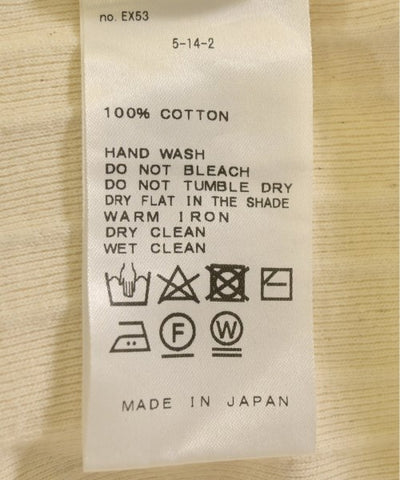 no. EX53
5-14-2
100% COTTON
HAND WASH
DO NOT BLEACH
DO NOT TUMBLE DRY
DRY FLAT IN THE SHADE
WARM IRON
DRY CLEAN
WET CLEAN
F W
MADE IN JAPAN